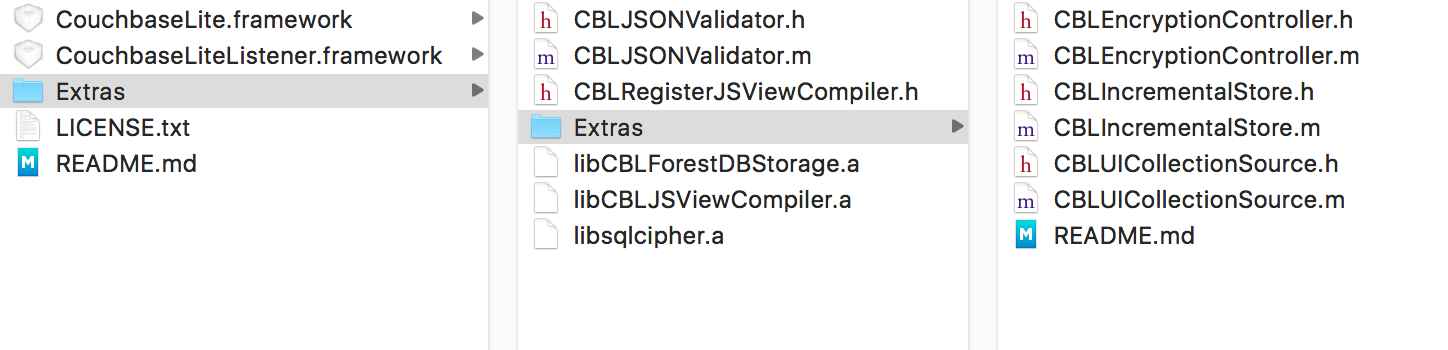 CouchbaseLite.framework
CouchbaseLiteListener.framework
Extras
LICENSE.txt
README.md
h CBLJSONValidator.h
m CBLJSONValidator.m
h CBLRegisterJSViewCompiler.h
Extras
libCBLForestDBStorage.a
libCBLJSViewCompiler.a
libsqlcipher.a
h CBLEncryptionController.h
m CBLEncryptionController.m
h CBLIncrementalStore.h
m CBLIncrementalStore.m
h CBLUICollectionSource.h
m CBLUICollectionSource.m
M README.md